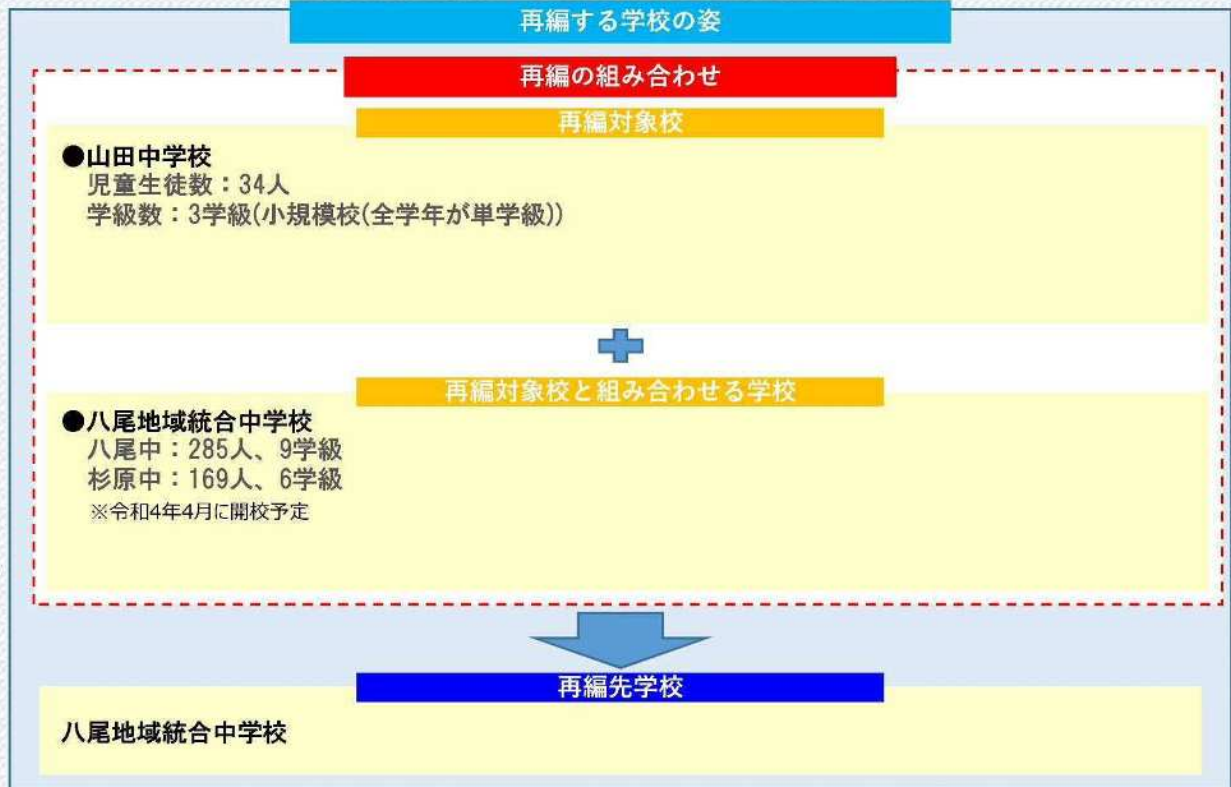 再編する学校の姿
再編の組み合わせ
再編対象校
●山田中学校
児童生徒数：34人
学級数：3学級(小規模校(全学年が単学級))
再編対象校と組み合わせる学校
●八尾地域統合中学校
八尾中：285人、9学級
杉原中：169人、6学級
※令和4年4月に開校予定
再編先学校
八尾地域統合中学校